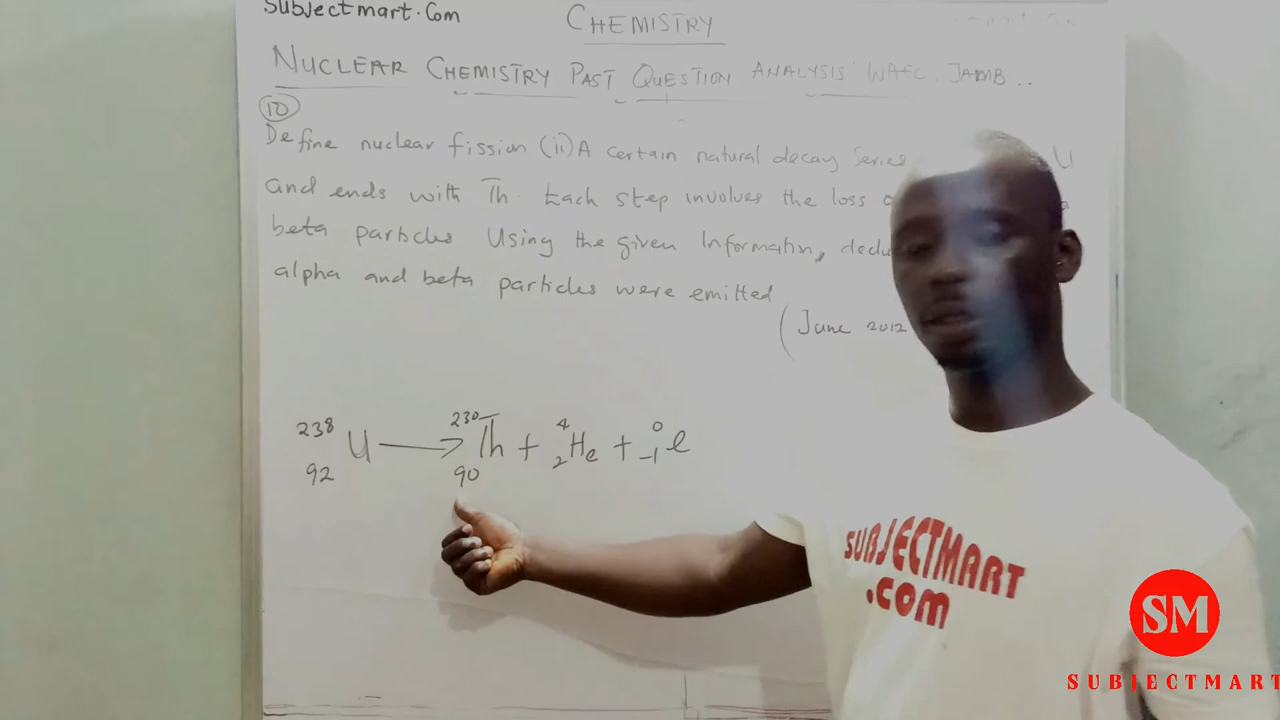 Subjectmart.Com
CHEMISTRY
NUCLEAR CHEMISTRY PAST QUESTION ANALYSIS WAEC, JAMB ..
10
Define nuclear fission (ii) A certain natural decay Series U
and ends with Th. Each step involves the loss
beta particles Using the given Information,
alpha and beta particles were emitted
(June 2012
238 92 U → 230 90 Th + 4 2 He + 0 -1 e
SUBJECTMART
.COM
SM
SUBJECTMART